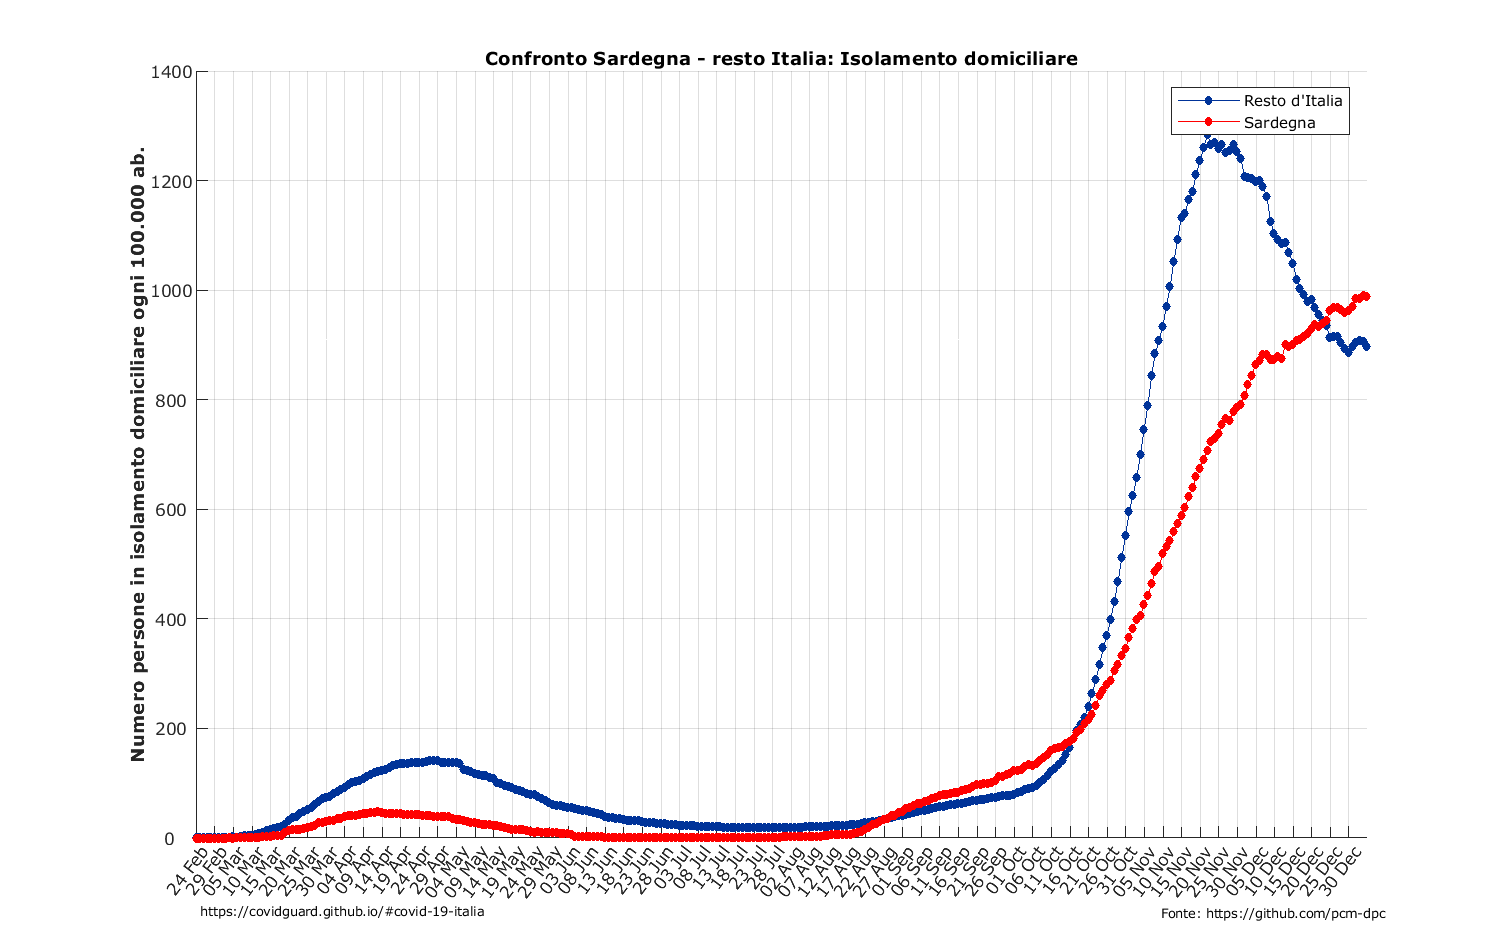 Confronto Sardegna - resto Italia: Isolamento domiciliare
Numero persone in isolamento domiciliare ogni 100.000 ab.
1400
1200
1000
800
600
400
200
0
Resto d'Italia
Sardegna
24 Feb
29 Feb
05 Mar
10 Mar
15 Mar
20 Mar
25 Mar
30 Mar
04 Apr
09 Apr
14 Apr
19 Apr
24 Apr
29 Apr
04 May
09 May
14 May
19 May
24 May
29 May
03 Jun
08 Jun
13 Jun
18 Jun
23 Jun
28 Jun
03 Jul
08 Jul
13 Jul
18 Jul
23 Jul
28 Jul
02 Aug
07 Aug
12 Aug
17 Aug
22 Aug
27 Aug
01 Sep
06 Sep
11 Sep
16 Sep
21 Sep
26 Sep
01 Oct
06 Oct
11 Oct
16 Oct
21 Oct
26 Oct
31 Oct
05 Nov
10 Nov
15 Nov
20 Nov
25 Nov
30 Nov
05 Dec
10 Dec
15 Dec
20 Dec
25 Dec
30 Dec
https://covidguard.github.io/#covid-19-italia
Fonte: https://github.com/pcm-dpc